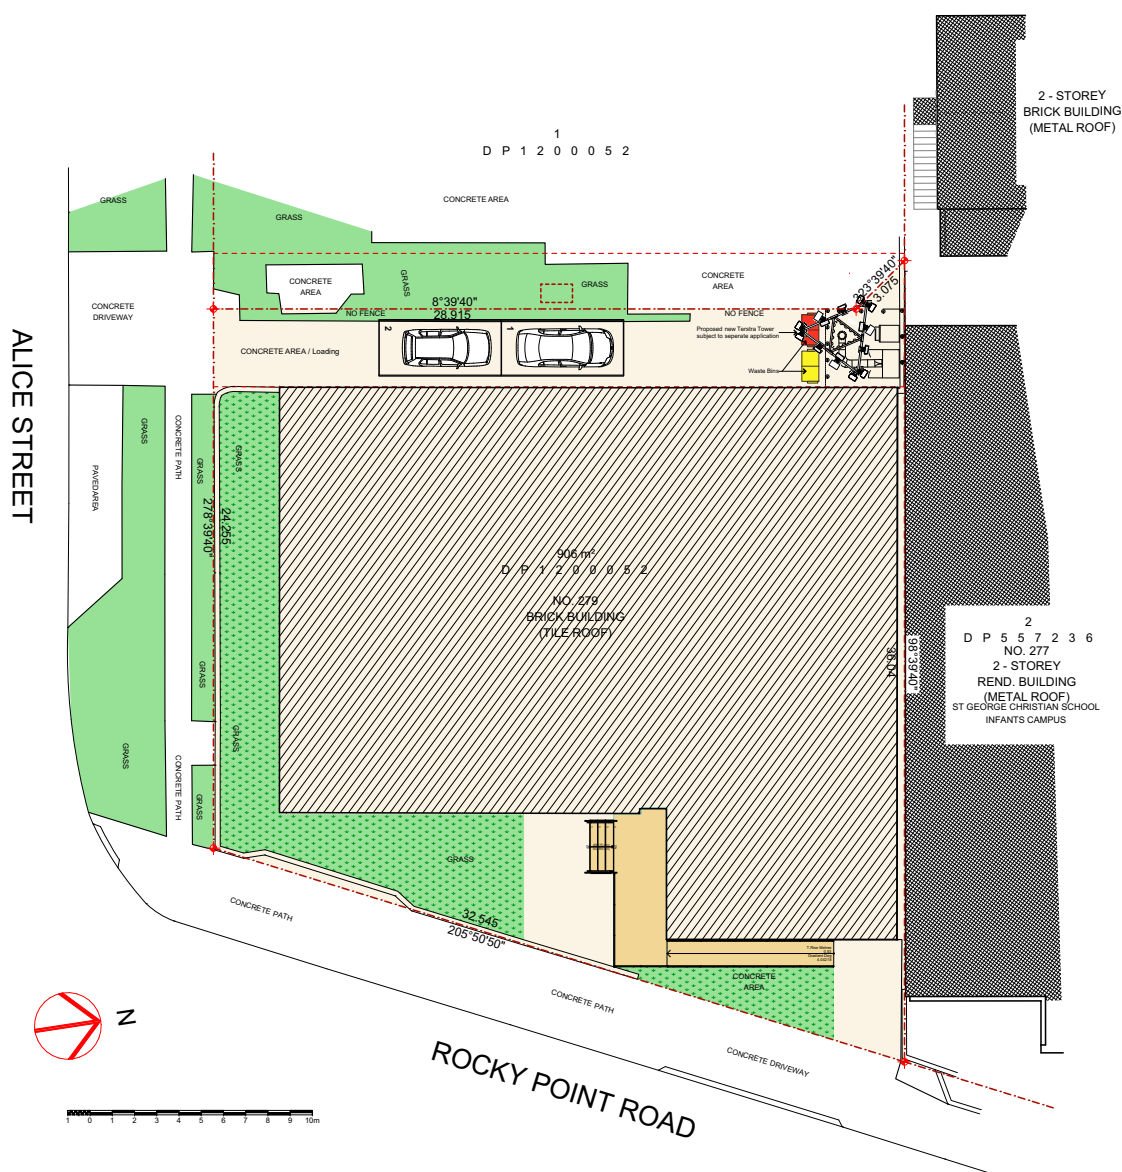 2 - STOREY
BRICK BUILDING
(METAL ROOF)
1
D P 1 2 0 0 0 5 2
CONCRETE AREA
GRASS
GRASS
CONCRETE
AREA
GRASS
GRASS
CONCRETE
AREA
323°39'40"
3.075
CONCRETE
DRIVEWAY
8°39'40"
28.915
NO FENCE
NO FENCE
CONCRETE AREA / Loading
2
1
Proposed new Terstra Tower
subject to seperate application
Waste Bins
ALICE STREET
PAVEDAREA
GRASS
CONCRETE PATH
GRASS
GRASS
24.255
278°39'40"
906 m²
D P 1 2 0 0 0 5 2
NO. 279
BRICK BUILDING
(TILE ROOF)
36.04
98°39'40"
2
D P 5 5 7 2 3 6
NO. 277
2 - STOREY
REND. BUILDING
(METAL ROOF)
ST GEORGE CHRISTIAN SCHOOL
INFANTS CAMPUS
GRASS
GRASS
GRASS
CONCRETE PATH
GRASS
GRASS
CONCRETE PATH
32.545
205°50'50"
CONCRETE
AREA
CONCRETE PATH
CONCRETE DRIVEWAY
ROCKY POINT ROAD
N
1 0 1 2 3 4 5 6 7 8 9 10m